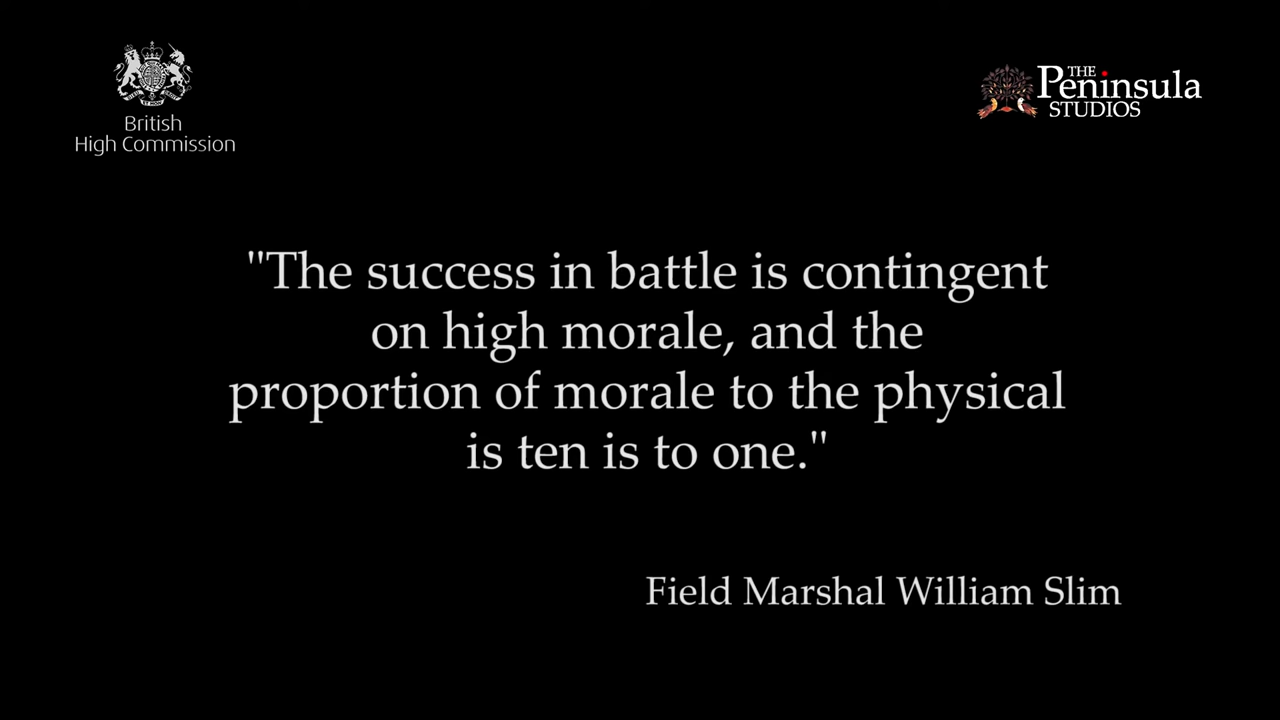 British
High Commission
THE
Peninsula
STUDIOS
"The success in battle is contingent
on high morale, and the
proportion of morale to the physical
is ten is to one."
Field Marshal William Slim